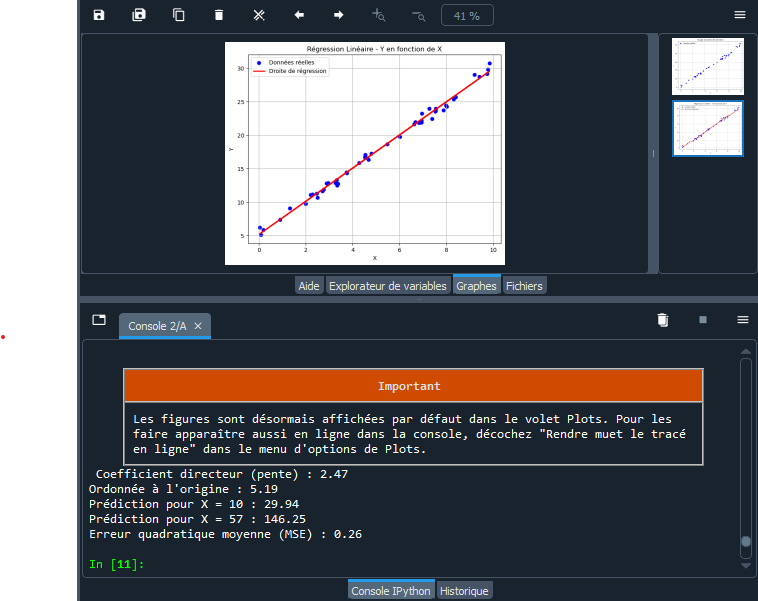 41 %
Régression Linéaire - Y en fonction de X
Données réelles
Droite de régression
30
25
20
15
10
5
Y
0 2 4 6 8 10
X
Aide Explorateur de variables Graphes Fichiers
Console 2/A ×
Important
Les figures sont désormais affichées par défaut dans le volet Plots. Pour les
faire apparaître aussi en ligne dans la console, décochez "Rendre muet le tracé
en ligne" dans le menu d'options de Plots.
Coefficient directeur (pente) : 2.47
Ordonnée à l'origine : 5.19
Prédiction pour X = 10 : 29.94
Prédiction pour X = 57 : 146.25
Erreur quadratique moyenne (MSE) : 0.26
In [11]:
Console IPython Historique